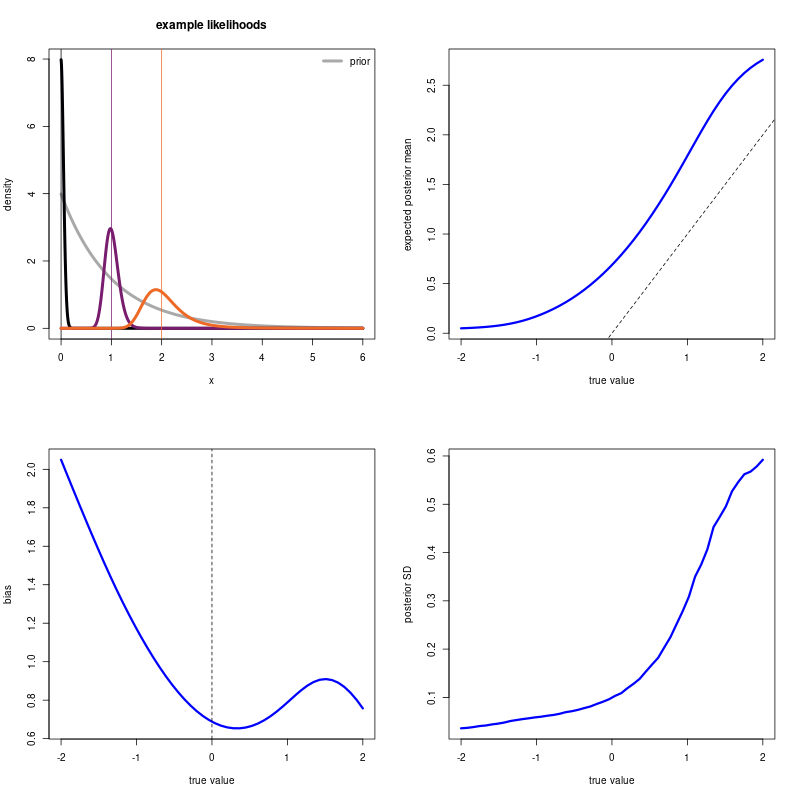 example likelihoods
prior
density
8
6
4
2
0
0 1 2 3 4 5 6
x
expected posterior mean
2.5
2.0
1.5
1.0
0.5
0.0
-2 -1 0 1 2
true value
bias
2.0
1.8
1.6
1.4
1.2
1.0
0.8
0.6
-2 -1 0 1 2
true value
posterior SD
0.6
0.5
0.4
0.3
0.2
0.1
-2 -1 0 1 2
true value